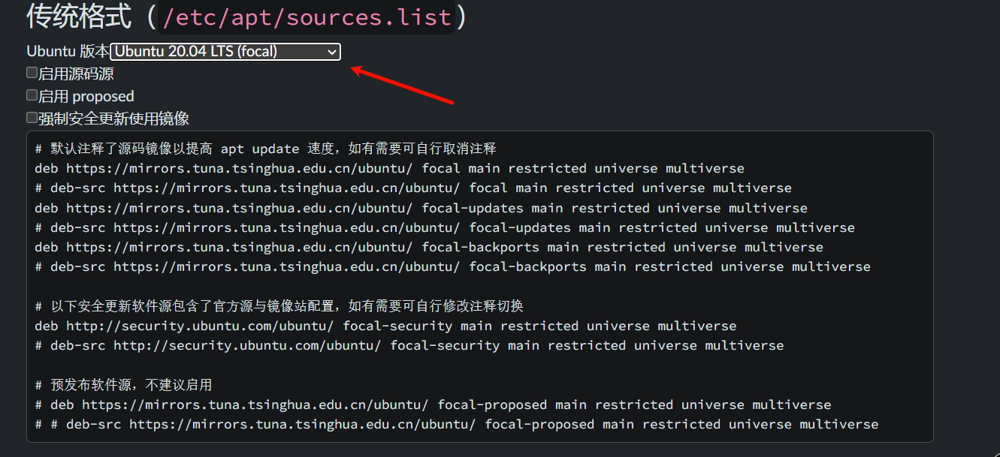 传统格式（/etc/apt/sources.list）
Ubuntu 版本 Ubuntu 20.04 LTS (focal)
启用源码源
启用 proposed
强制安全更新使用镜像
# 默认注释了源码镜像以提高 apt update 速度，如有需要可自行取消注释
deb https://mirrors.tuna.tsinghua.edu.cn/ubuntu/ focal main restricted universe multiverse
# deb-src https://mirrors.tuna.tsinghua.edu.cn/ubuntu/ focal main restricted universe multiverse
deb https://mirrors.tuna.tsinghua.edu.cn/ubuntu/ focal-updates main restricted universe multiverse
# deb-src https://mirrors.tuna.tsinghua.edu.cn/ubuntu/ focal-updates main restricted universe multiverse
deb https://mirrors.tuna.tsinghua.edu.cn/ubuntu/ focal-backports main restricted universe multiverse
# deb-src https://mirrors.tuna.tsinghua.edu.cn/ubuntu/ focal-backports main restricted universe multiverse
# 以下安全更新软件源包含了官方源与镜像站配置，如有需要可自行修改注释切换
deb http://security.ubuntu.com/ubuntu/ focal-security main restricted universe multiverse
# deb-src http://security.ubuntu.com/ubuntu/ focal-security main restricted universe multiverse
# 预发布软件源，不建议启用
# deb https://mirrors.tuna.tsinghua.edu.cn/ubuntu/ focal-proposed main restricted universe multiverse
# # deb-src https://mirrors.tuna.tsinghua.edu.cn/ubuntu/ focal-proposed main restricted universe multiverse